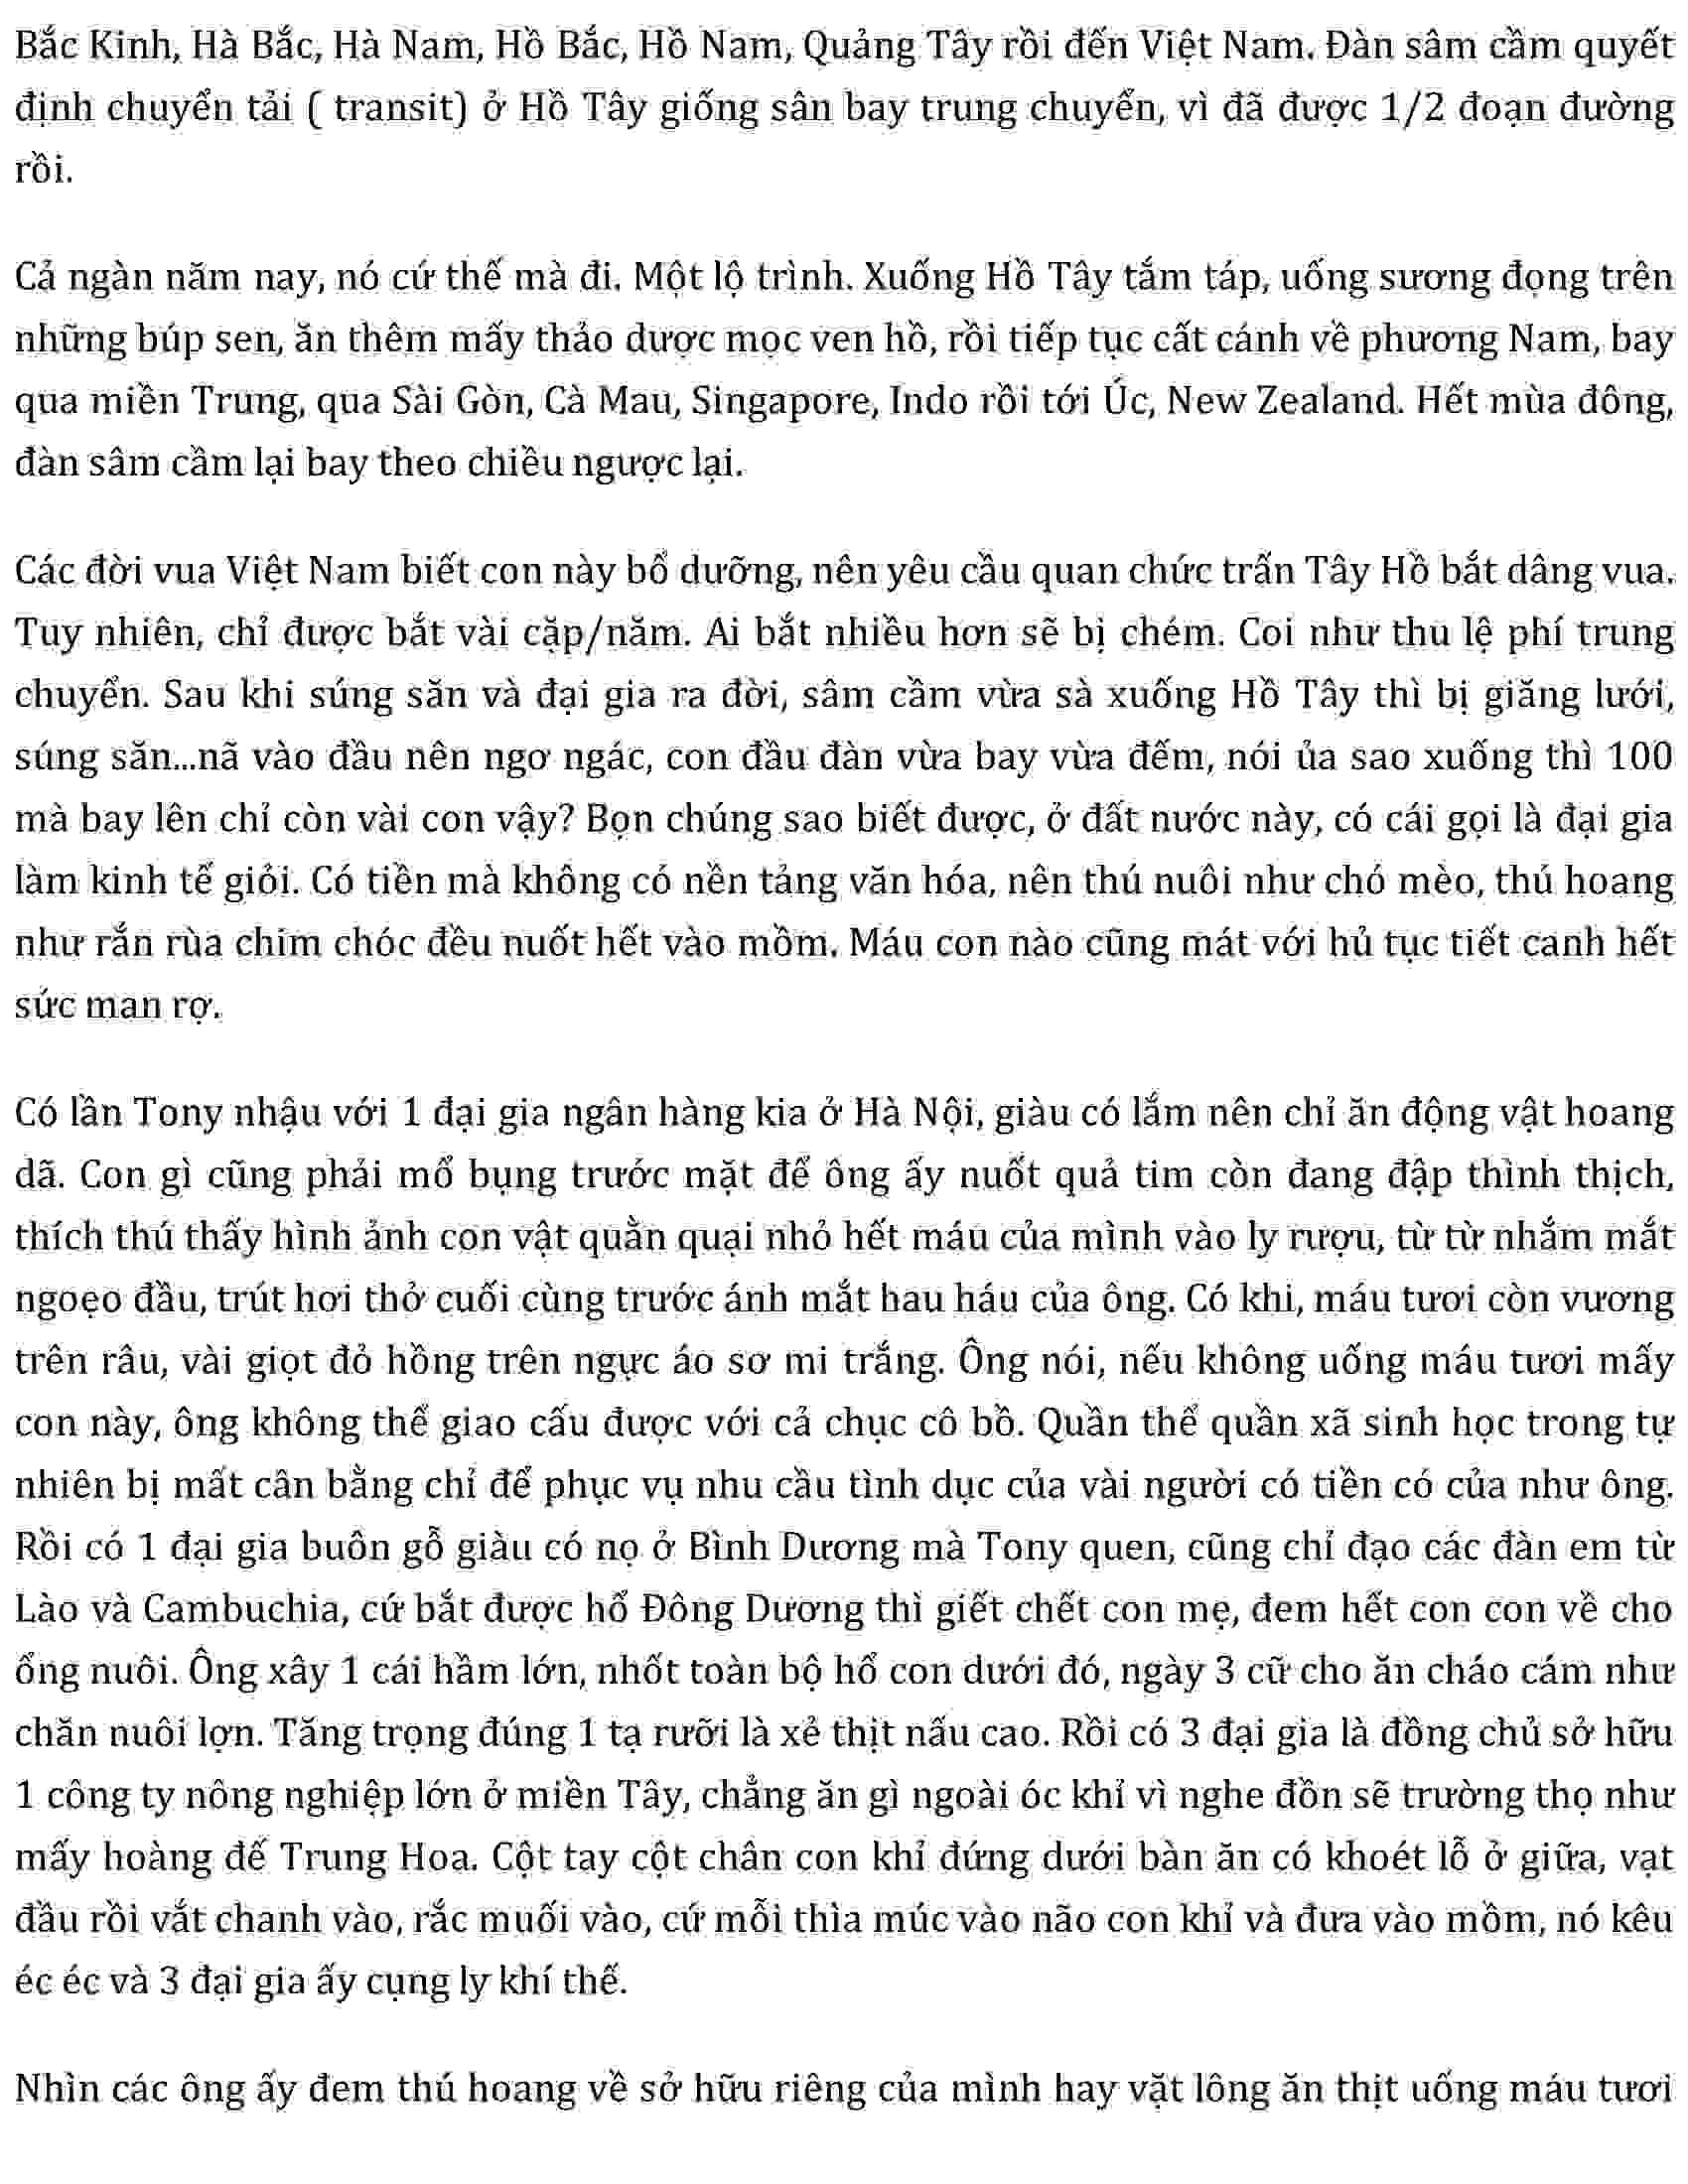 Bắc Kinh, Hà Bắc, Hà Nam, Hồ Bắc, Hồ Nam, Quảng Tây rồi đến Việt Nam. Đàn sâm cầm quyết
định chuyển tải ( transit) ở Hồ Tây giống sân bay trung chuyển, vì đã được 1/2 đoạn đường
rồi.
Cả ngàn năm nay, nó cứ thế mà đi. Một lộ trình. Xuống Hồ Tây tắm táp, uống sương đọng trên
những búp sen, ăn thêm mấy thảo dược mọc ven hồ, rồi tiếp tục cất cánh về phương Nam, bay
qua miền Trung, qua Sài Gòn, Cà Mau, Singapore, Indo rồi tới Úc, New Zealand. Hết mùa đông,
đàn sâm cầm lại bay theo chiều ngược lại.
Các đời vua Việt Nam biết con này bổ dưỡng, nên yêu cầu quan chức trấn Tây Hồ bắt dâng vua.
Tuy nhiên, chỉ được bắt vài cặp/năm. Ai bắt nhiều hơn sẽ bị chém. Coi như thu lệ phí trung
chuyển. Sau khi súng săn và đại gia ra đời, sâm cầm vừa sà xuống Hồ Tây thì bị giăng lưới,
súng săn...nã vào đầu nên ngơ ngác, con đầu đàn vừa bay vừa đếm, nói ủa sao xuống thì 100
mà bay lên chỉ còn vài con vậy? Bọn chúng sao biết được, ở đất nước này, có cái gọi là đại gia
làm kinh tế giỏi. Có tiền mà không có nền tảng văn hóa, nên thú nuôi như chó mèo, thú hoang
như rắn rùa chim chóc đều nuốt hết vào mồm. Máu con nào cũng mát với hủ tục tiết canh hết
sức man rợ.
Có lần Tony nhậu với 1 đại gia ngân hàng kia ở Hà Nội, giàu có lắm nên chỉ ăn động vật hoang
dã. Con gì cũng phải mổ bụng trước mặt để ông ấy nuốt quả tim còn đang đập thình thịch,
thích thú thấy hình ảnh con vật quằn quại nhỏ hết máu của mình vào ly rượu, từ từ nhắm mắt
ngoẹo đầu, trút hơi thở cuối cùng trước ánh mắt hau háu của ông. Có khi, máu tươi còn vương
trên râu, vài giọt đỏ hồng trên ngực áo sơ mi trắng. Ông nói, nếu không uống máu tươi mấy
con này, ông không thể giao cấu được với cả chục cô bồ. Quần thể quần xã sinh học trong tự
nhiên bị mất cân bằng chỉ để phục vụ nhu cầu tình dục của vài người có tiền có của như ông.
Rồi có 1 đại gia buôn gỗ giàu có nọ ở Bình Dương mà Tony quen, cũng chỉ đạo các đàn em từ
Lào và Cambuchia, cứ bắt được hổ Đông Dương thì giết chết con mẹ, đem hết con con về cho
ổng nuôi. Ông xây 1 cái hầm lớn, nhốt toàn bộ hổ con dưới đó, ngày 3 cữ cho ăn cháo cám như
chăn nuôi lợn. Tăng trọng đúng 1 tạ rưỡi là xẻ thịt nấu cao. Rồi có 3 đại gia là đồng chủ sở hữu
1 công ty nông nghiệp lớn ở miền Tây, chẳng ăn gì ngoài óc khỉ vì nghe đồn sẽ trường thọ như
mấy hoàng đế Trung Hoa. Cột tay cột chân con khỉ đứng dưới bàn ăn có khoét lỗ ở giữa, vạt
đầu rồi vắt chanh vào, rắc muối vào, cứ mỗi thìa múc vào não con khỉ và đưa vào mồm, nó kêu
éc éc và 3 đại gia ấy cụng ly khí thế.
Nhìn các ông ấy đem thú hoang về sở hữu riêng của mình hay vặt lông ăn thịt uống máu tươi